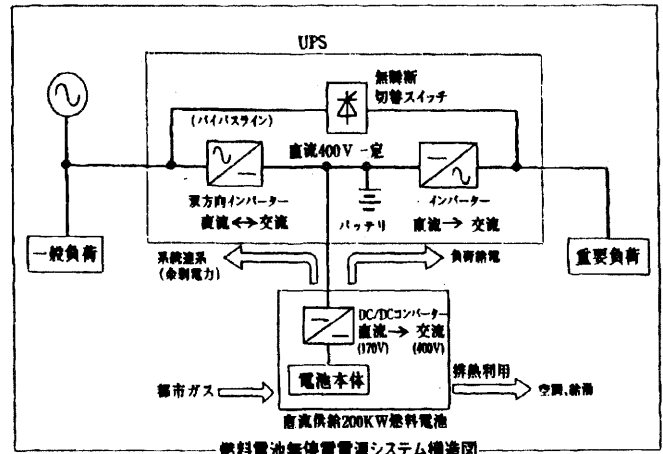 UPS
無瞬断
切替スイッチ
(バイパスライン)
直流400V一定
双方向インバーター
直流↔交流
バッテリ
インバーター
直流→交流
一般負荷
重要負荷
系統連系
(余剰電力)
負荷給電
DC/DCコンバーター
直流→交流
(170V) (400V)
電池本体
都市ガス
排熱利用
空調、給湯
直流供給200KW燃料電池
燃料電池無停電電源システム構造図